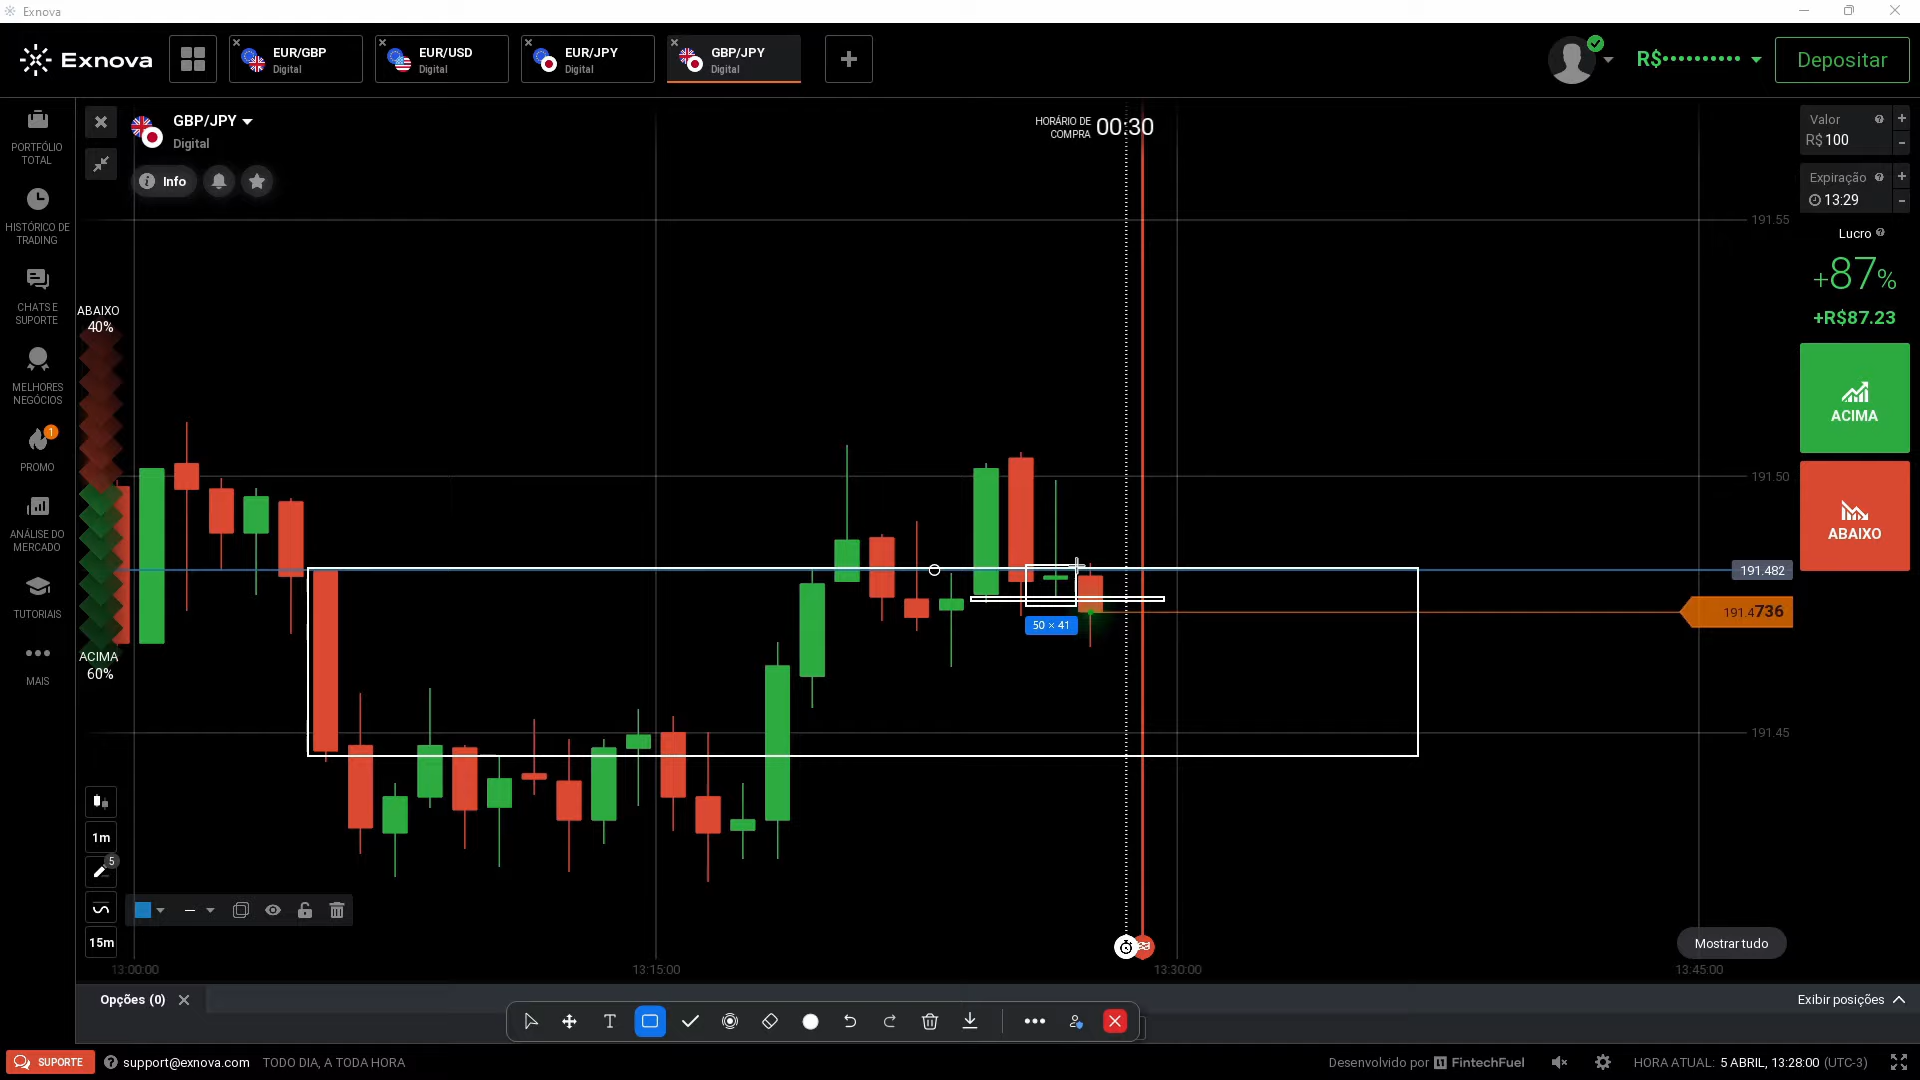 Exnova
Exnova
EUR/GBP
Digital
EUR/USD
Digital
EUR/JPY
Digital
GBP/JPY
Digital
R$••••••••••
Depositar
PORTFÓLIO
TOTAL
HISTÓRICO DE
TRADING
CHATS E
SUPORTE
MELHORES
NEGÓCIOS
1
PROMO
ANÁLISE DO
MERCADO
TUTORIAIS
MAIS
GBP/JPY
Digital
Info
HORÁRIO DE
COMPRA
00:30
ABAIXO
40%
ACIMA
60%
191.55
191.50
191.482
191.4736
191.45
50 × 41
1m
5
15m
13:00:00
13:15:00
13:30:00
13:45:00
Mostrar tudo
Valor
R$ 100
Expiração
13:29
Lucro
+87%
+R$87.23
ACIMA
ABAIXO
Opções (0)
Exibir posições
T
SUPORTE
support@exnova.com
TODO DIA, A TODA HORA
Desenvolvido por FintechFuel
HORA ATUAL: 5 ABRIL, 13:28:00 (UTC-3)